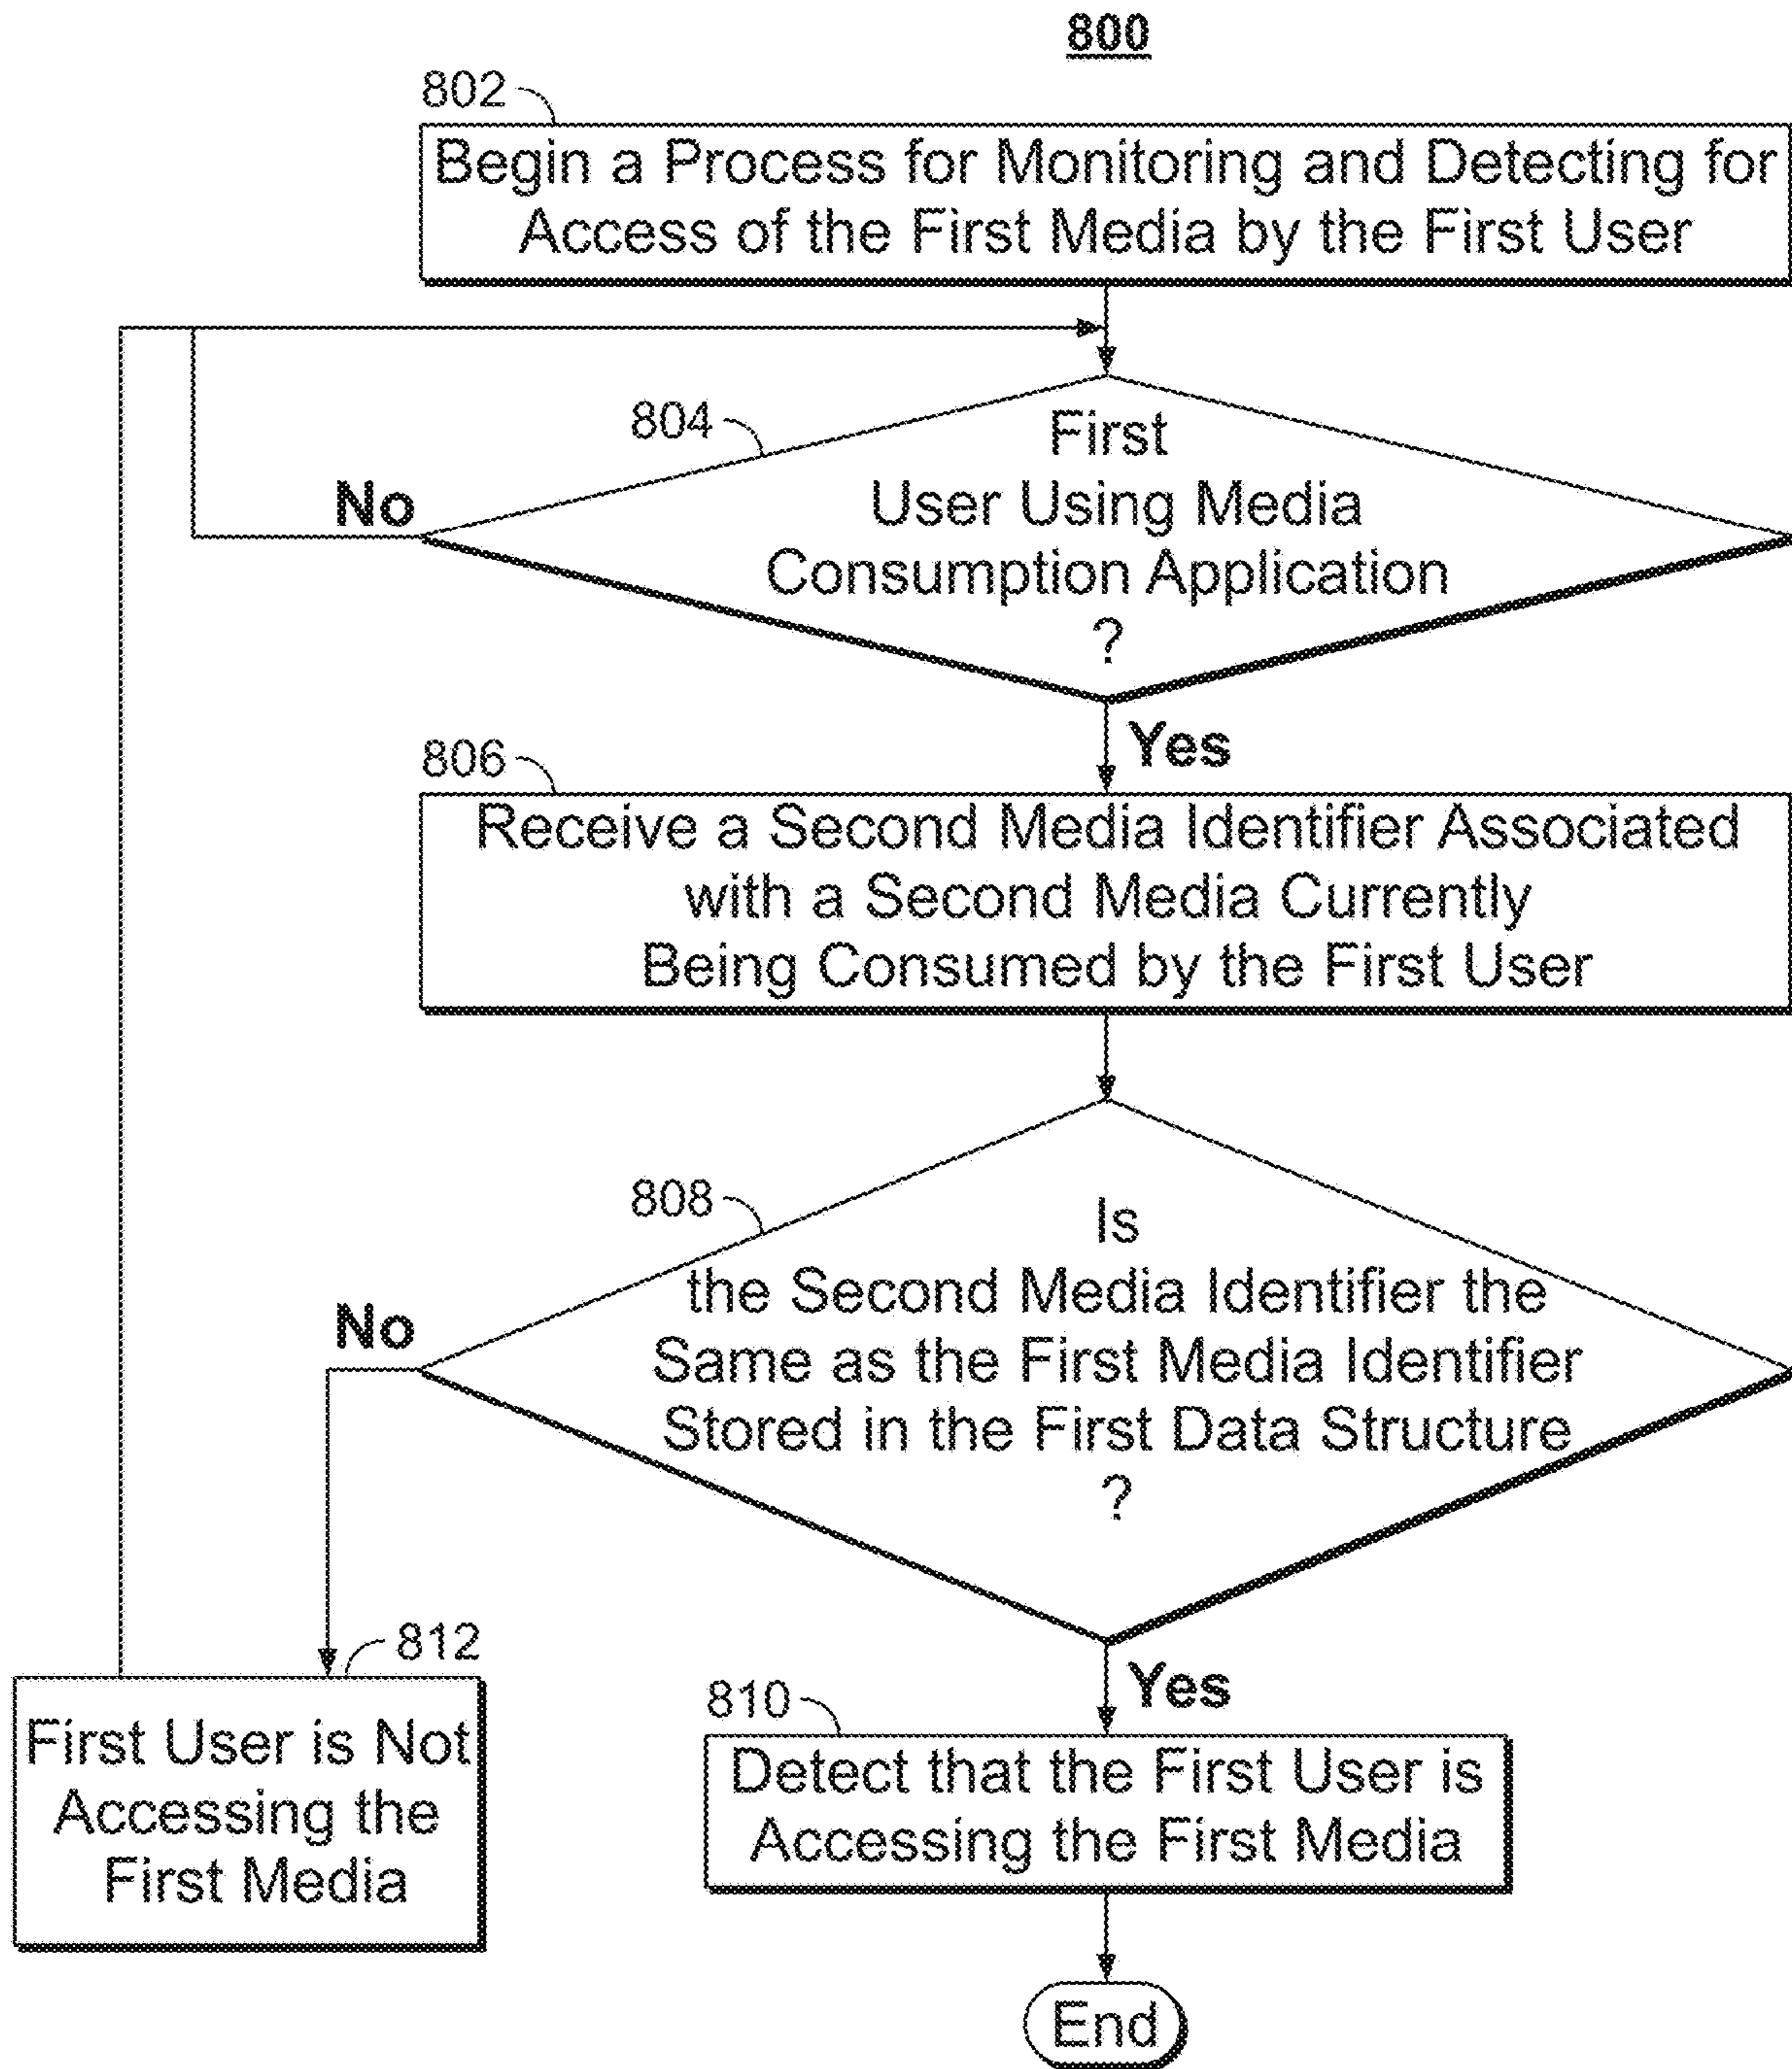 800
802
Begin a Process for Monitoring and Detecting for
Access of the First Media by the First User
804
First
User Using Media
Consumption Application
?
No
Yes
806
Receive a Second Media Identifier Associated
with a Second Media Currently
Being Consumed by the First User
808
Is
the Second Media Identifier the
Same as the First Media Identifier
Stored in the First Data Structure
?
No
Yes
812
First User is Not
Accessing the
First Media
810
Detect that the First User is
Accessing the First Media
End